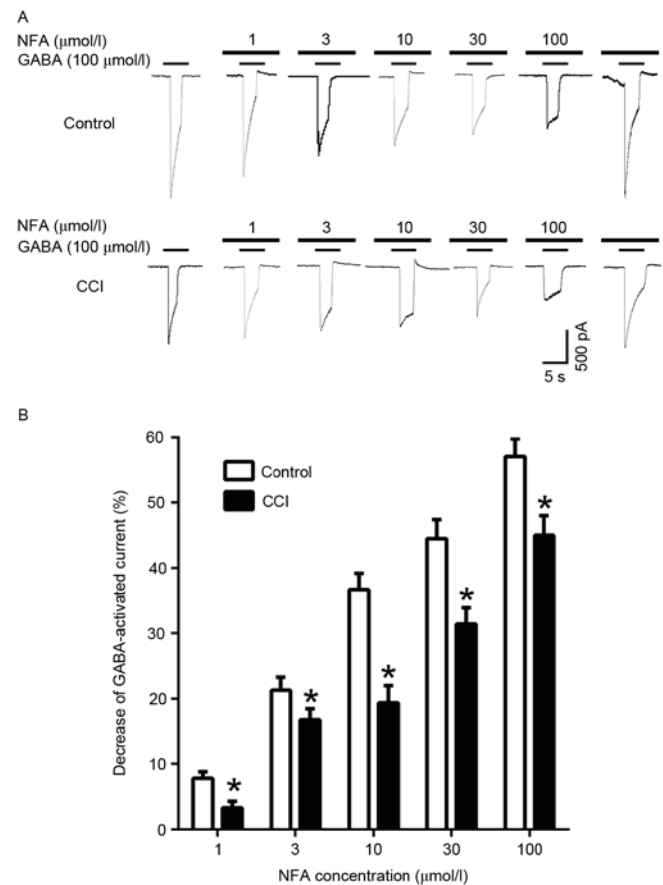 A
NFA (μmol/l) 1 3 10 30 100
GABA (100 μmol/l)
Control
NFA (μmol/l) 1 3 10 30 100
GABA (100 μmol/l)
CCI
500 pA
5 s
B
60
50
40
30
20
10
0
Decrease of GABA-activated current (%)
Control
CCI
*
*
*
*
*
1 3 10 30 100
NFA concentration (μmol/l)